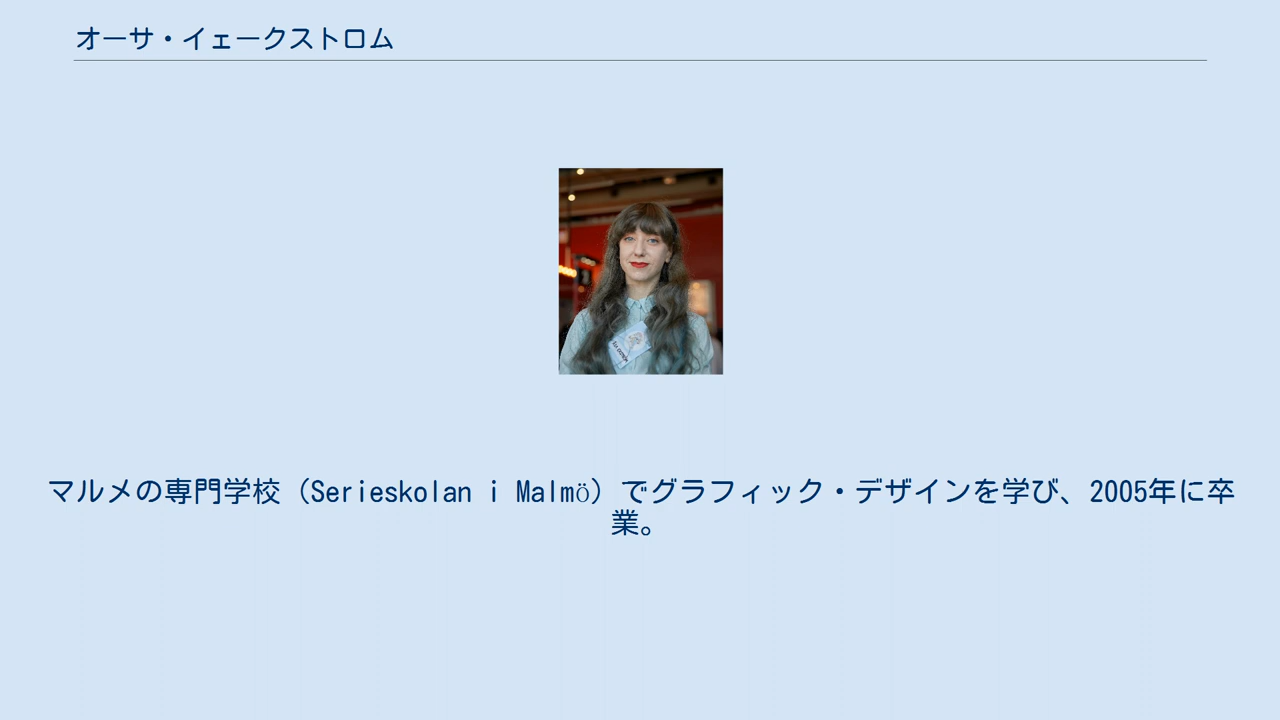 オーサ・イェークストロム
マルメの専門学校（Serieskolan i Malmö）でグラフィック・デザインを学び、2005年に卒
業。